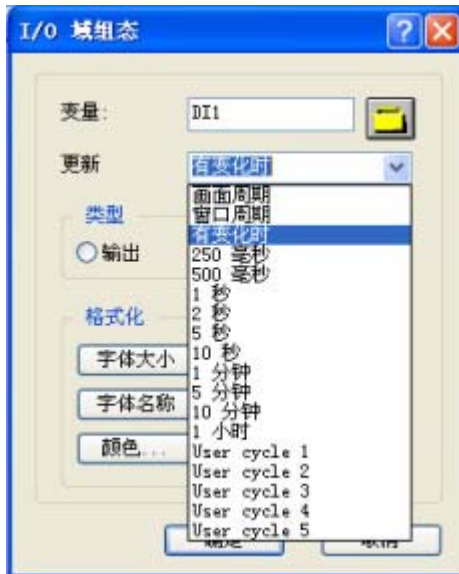 I/O 域组态
变量:
DI1
更新
有变化时
画面周期
窗口周期
有变化时
250 毫秒
500 毫秒
1 秒
2 秒
5 秒
10 秒
1 分钟
5 分钟
10 分钟
1 小时
User cycle 1
User cycle 2
User cycle 3
User cycle 4
User cycle 5
类型
输出
格式化
字体大小
字体名称
颜色...